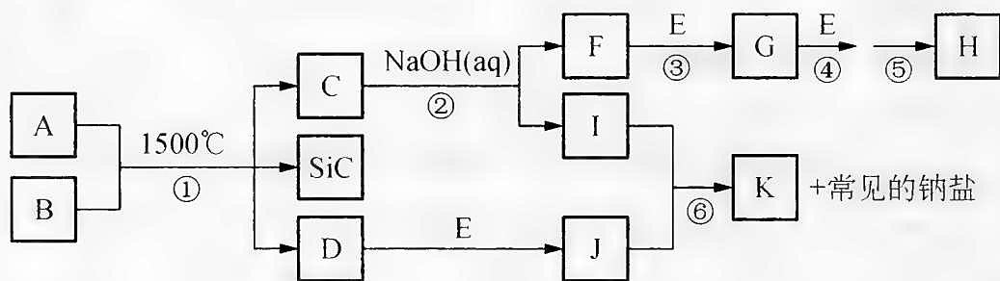 E E
F G H
③ ④ ⑤
NaOH(aq)
C
②
A
1500℃
I
SiC
①
B
K +常见的钠盐
⑥
E
D J